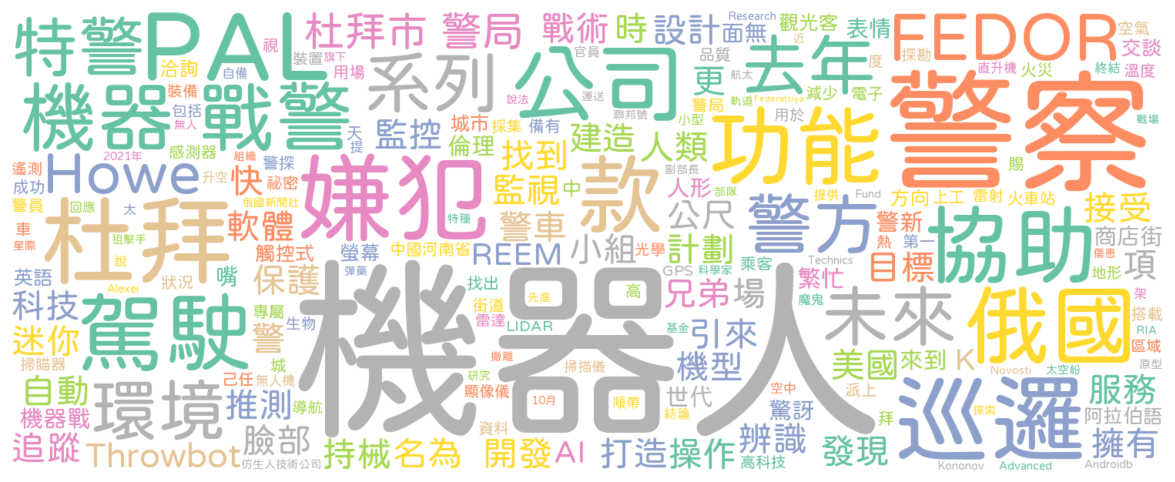 特警
PAL
杜拜市
警局
戰術
時
設計
面無
Research
觀光客
表情
FEDOR
空氣
交談
洽詢
自備
視
裝置
旗下
官員
近
品質
度
探勘
直升機
火災
終結
溫度
機器戰警
裝備
用場
系列
公司
更
去年
航太
減少
電子
警察
包括
無人
說法
運送
聯邦號
警局
軌道
Federatsiya
戰場
小型
用於
感測器
天
提
監控
城市
採集
備有
倫理
建造
人類
找到
功能
遙測
2021年
組織
警探
Howe
升空
快
祕密
嫌犯
監視
中
款
副部長
人形
部隊
賜
成功
俄國新聞社
提供
Fund
方向
上工
雷射
火車站
警員
回應
太
軟體
特種
警車
公尺
警方
警新
接受
車
星際
杜拜
狙擊手
說
觸控式
螢幕
中國河南省
REEM
小組
光學
計劃
熱
第一
協助
商店街
英語
Alexei
狀況
嘴
保護
彈藥
找出
GPS
科學家
乘客
Technics
繁忙
目標
傷患
地形
項
科技
駕駛
專屬
街道
先進
高
兄弟
場
魔鬼
未來
俄國
架
搭載
迷你
警
生物
雷達
LIDAR
機器人
基金
引來
RIA
區域
掃瞄器
城
撤離
機型
美國
來到
K
Novosti
太空船
原型
自動
環境
己任
無人機
研究
掃描儀
空中
派上
服務
機器戰
推測
導航
顯像儀
10月
順帶
世代
結論
驚訝
拜
巡邏
探索
阿拉伯語
追蹤
Throwbot
臉部
仿生人技術公司
持械
名為
資料
開發
AI
打造
操作
高科技
辨識
發現
Kononov
Advanced
擁有
Androidb